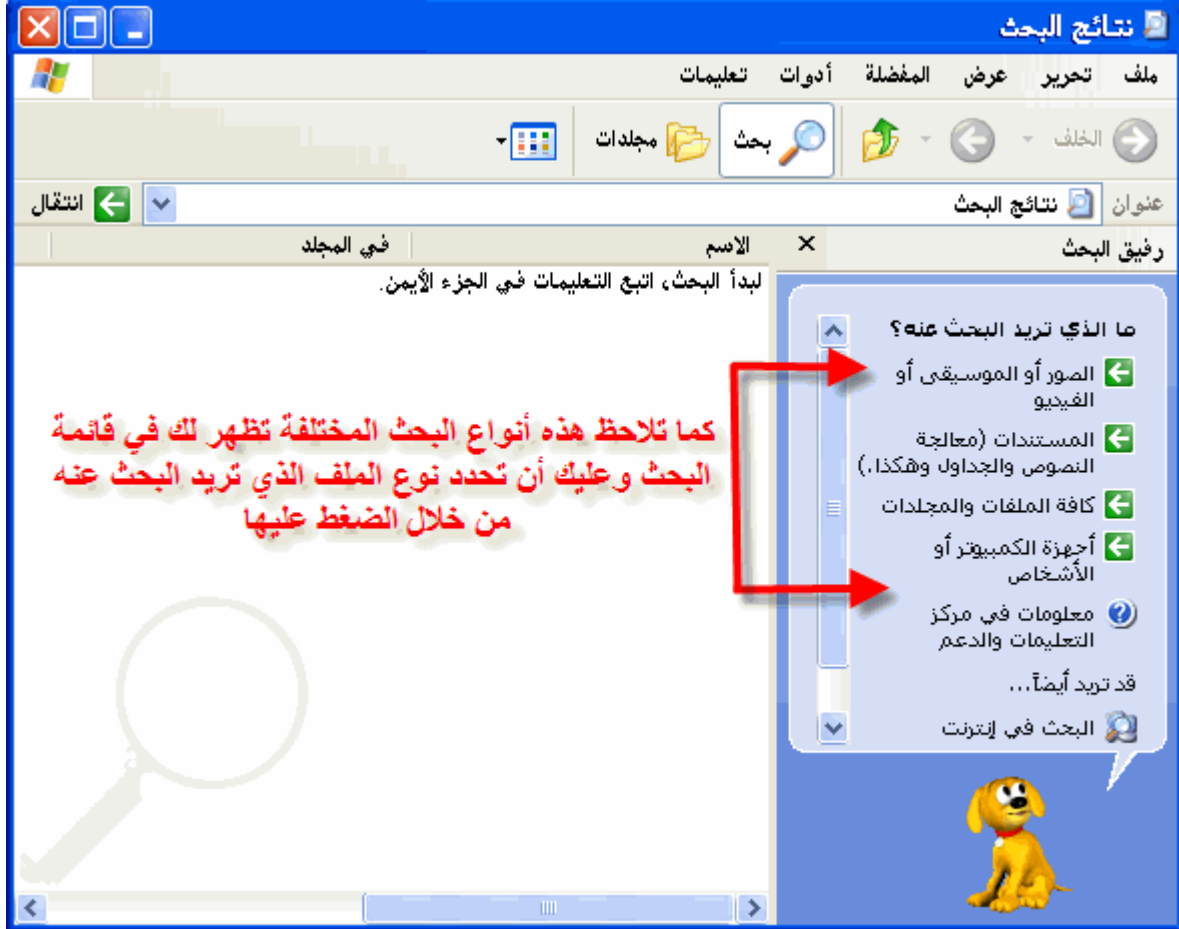 نتائج البحث
ملف تحرير عرض المفضلة أدوات تعليمات
الخلف بحث مجلدات
عنوان نتائج البحث انتقال
رفيق البحث
الاسم في المجلد
ما الذي تريد البحث عنه؟
الصور أو الموسيقى أو
الفيديو
المستندات (معالجة
النصوص والجداول وهكذا،)
كافة الملفات والمجلدات
أجهزة الكمبيوتر أو
الأشخاص
معلومات في مركز
التعليمات والدعم
قد تريد أيضاً...
البحث في إنترنت
لبدأ البحث، اتبع التعليمات في الجزء الأيمن.
كما تلاحظ هذه أنواع البحث المختلفة تظهر لك في قائمة
البحث وعليك أن تحدد نوع الملف الذي تريد البحث عنه
من خلال الضغط عليها